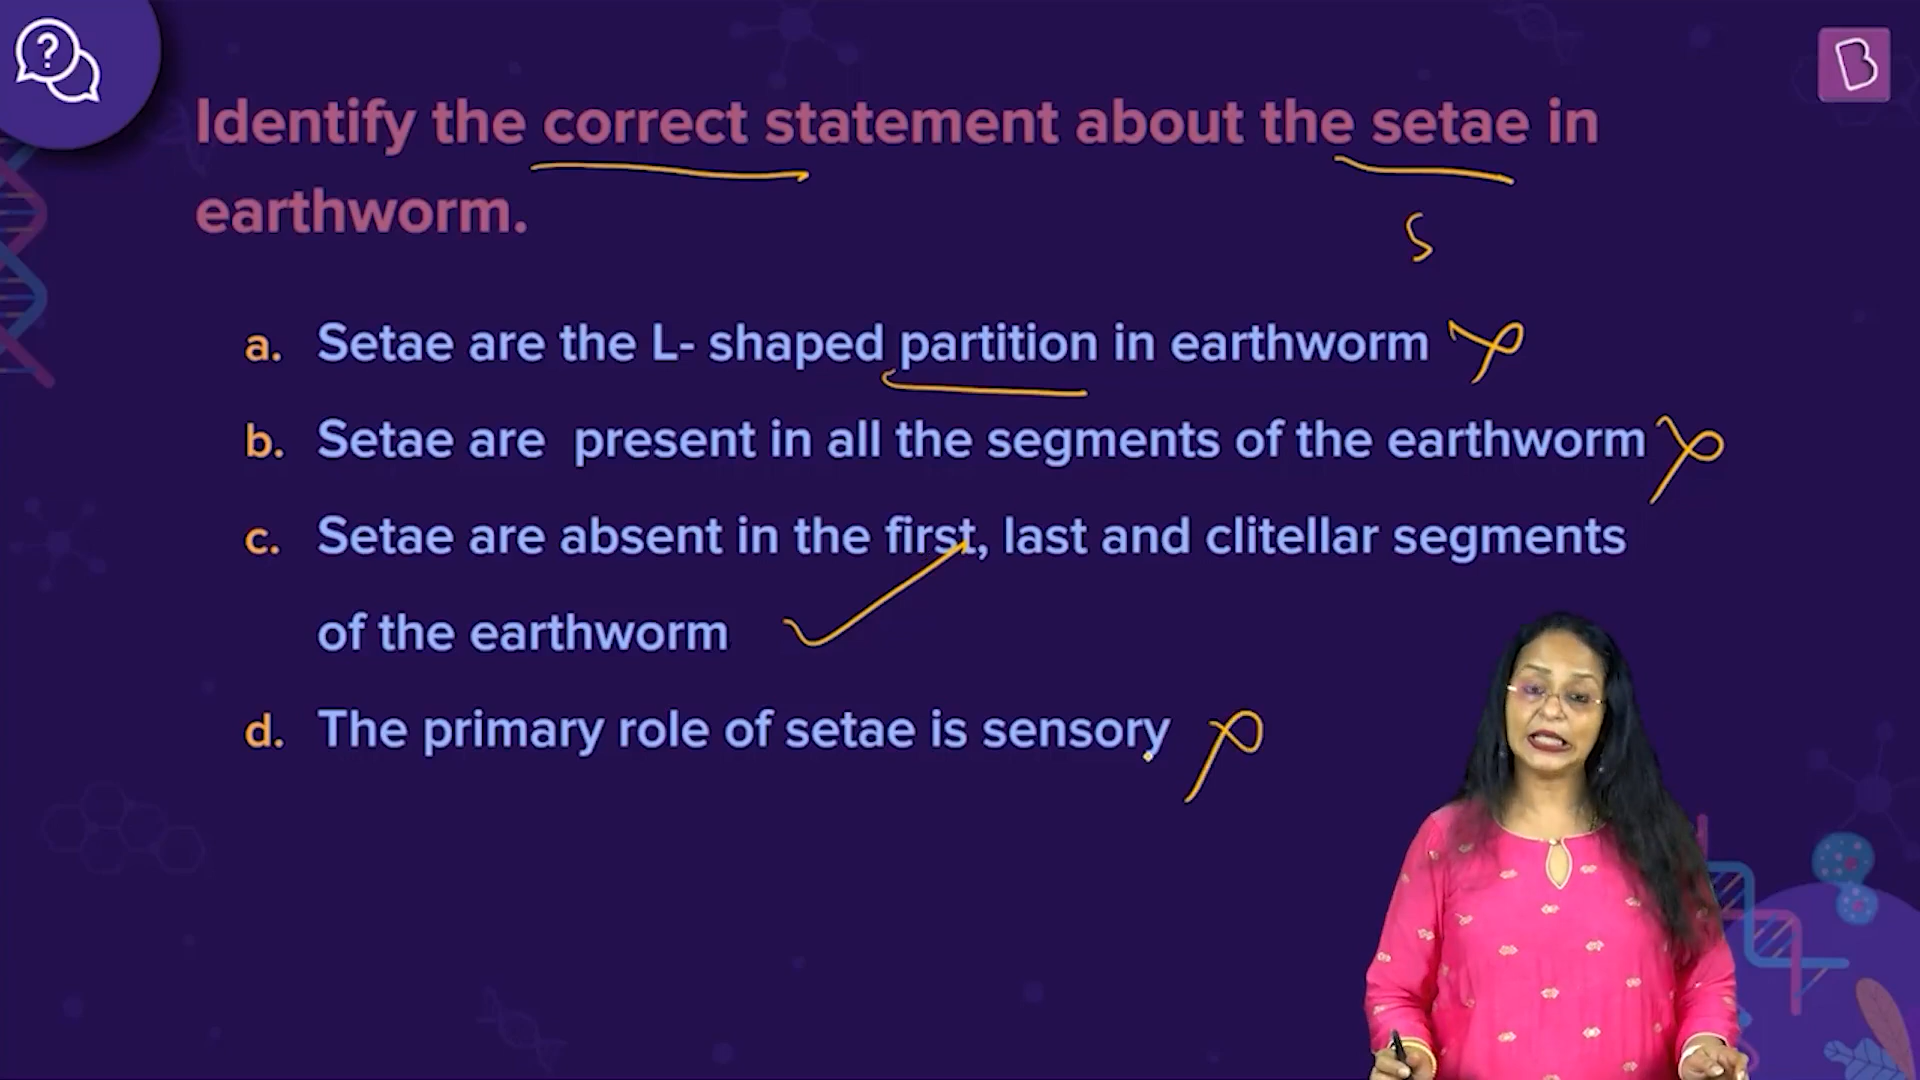 Identify the correct statement about the setae in
earthworm.
S
a. Setae are the L- shaped partition in earthworm
b. Setae are present in all the segments of the earthworm
c. Setae are absent in the first, last and clitellar segments
of the earthworm
d. The primary role of setae is sensory
B
?